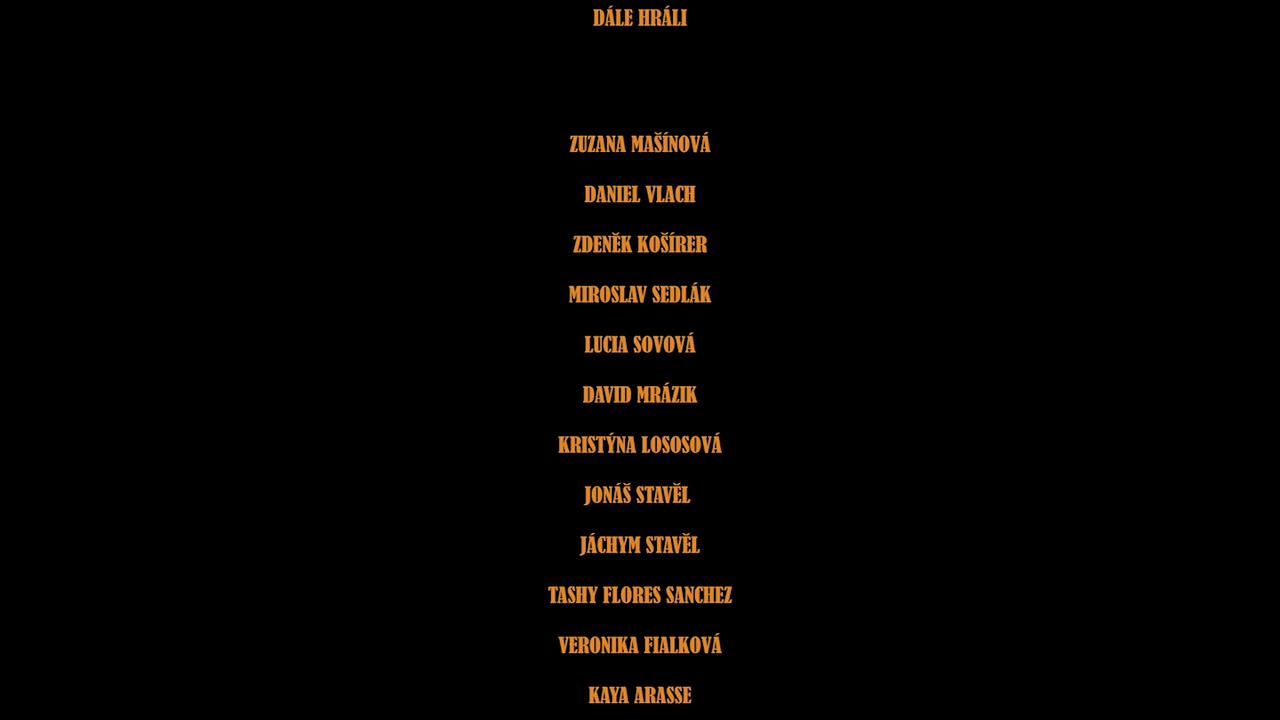 DÁLE HRÁLI
ZUZANA MAŠÍNOVÁ
DANIEL VLACH
ZDENĚK KOŠÍRER
MIROSLAV SEDLÁK
LUCIA SOVOVÁ
DAVID MRÁZIK
KRISTÝNA LOSOSOVÁ
JONÁŠ STAVĚL
JÁCHYM STAVĚL
TASHY FLORES SANCHEZ
VERONIKA FIALKOVÁ
KAYA ARASSE